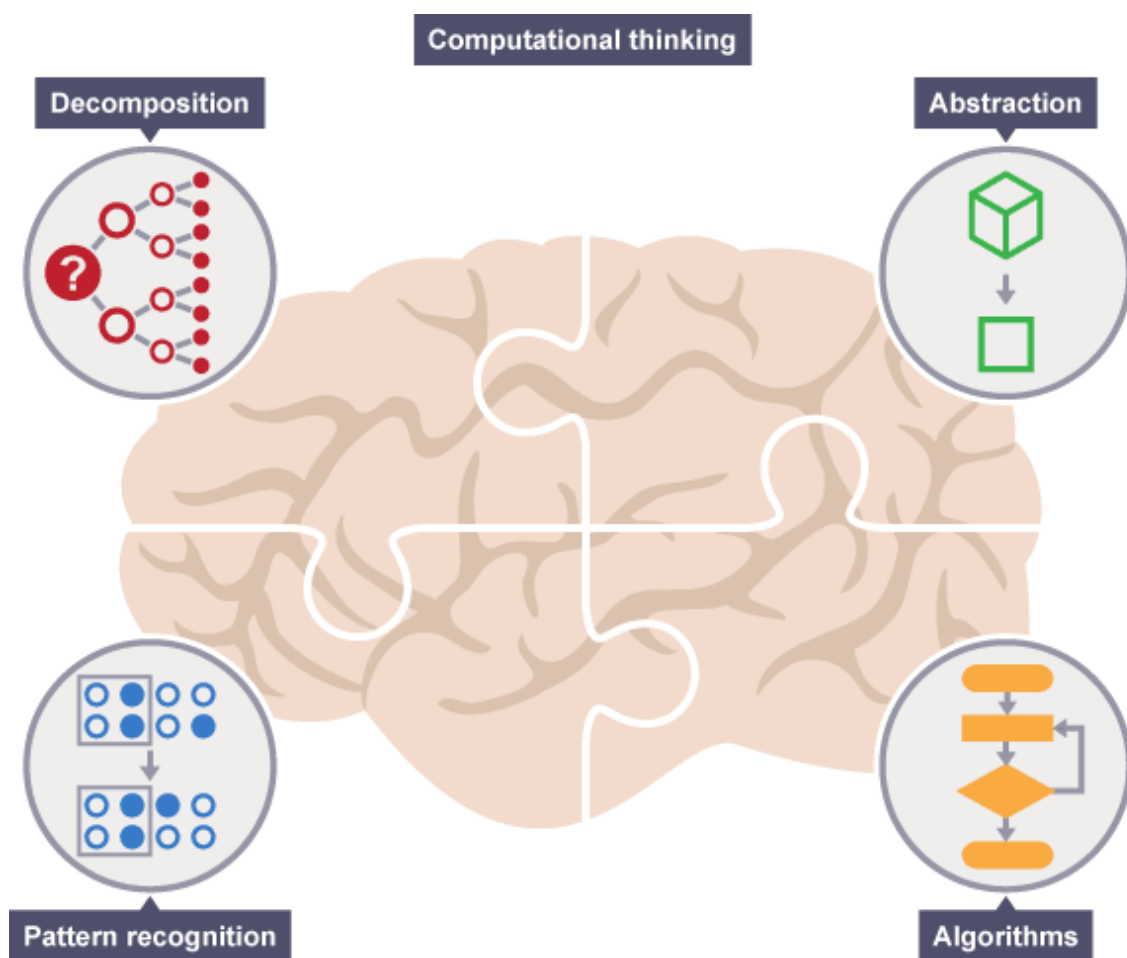 Computational thinking
Decomposition
Abstraction
?
Pattern recognition
Algorithms